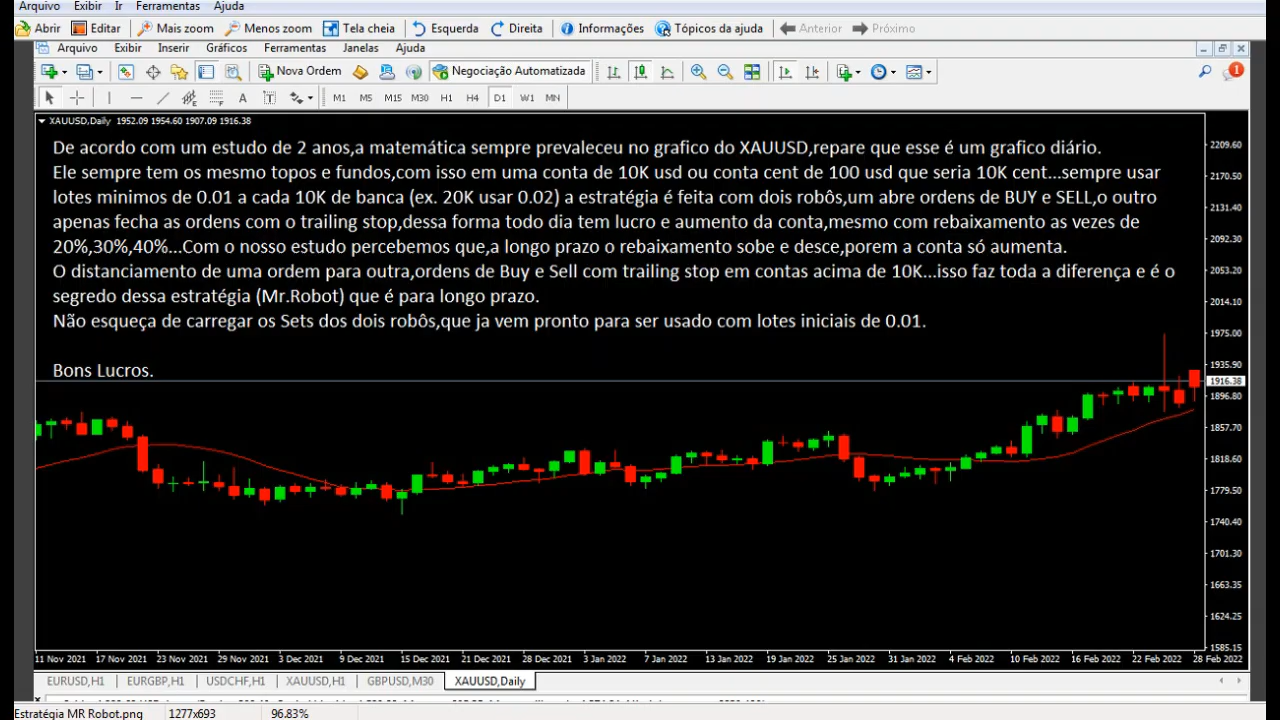 Arquivo Exibir Ir Ferramentas Ajuda
Abrir Editar Mais zoom Menos zoom Tela cheia Esquerda Direita Informações Tópicos da ajuda Anterior Próximo
Arquivo Exibir Inserir Gráficos Ferramentas Janelas Ajuda
Nova Ordem Negociação Automatizada 1
A T M1 M5 M15 M30 H1 H4 D1 W1 MN
XAUUSD,Daily 1952.09 1954.60 1907.09 1916.38
De acordo com um estudo de 2 anos,a matemática sempre prevaleceu no grafico do XAUUSD,repare que esse é um grafico diário.
Ele sempre tem os mesmo topos e fundos,com isso em uma conta de 10K usd ou conta cent de 100 usd que seria 10K cent...sempre usar
lotes minimos de 0.01 a cada 10K de banca (ex. 20K usar 0.02) a estratégia é feita com dois robôs,um abre ordens de BUY e SELL,o outro
apenas fecha as ordens com o trailing stop,dessa forma todo dia tem lucro e aumento da conta,mesmo com rebaixamento as vezes de
20%,30%,40%...Com o nosso estudo percebemos que,a longo prazo o rebaixamento sobe e desce,porem a conta só aumenta.
O distanciamento de uma ordem para outra,ordens de Buy e Sell com trailing stop em contas acima de 10K...isso faz toda a diferença e é o
segredo dessa estratégia (Mr.Robot) que é para longo prazo.
Não esqueça de carregar os Sets dos dois robôs,que ja vem pronto para ser usado com lotes iniciais de 0.01.
Bons Lucros.
2209.60
2170.50
2131.40
2092.30
2053.20
2014.10
1975.00
1935.90
1916.38
1896.80
1857.70
1818.60
1779.50
1740.40
1701.30
1663.35
1624.25
1585.15
11 Nov 2021 17 Nov 2021 23 Nov 2021 29 Nov 2021 3 Dec 2021 9 Dec 2021 15 Dec 2021 21 Dec 2021 28 Dec 2021 3 Jan 2022 7 Jan 2022 13 Jan 2022 19 Jan 2022 25 Jan 2022 31 Jan 2022 4 Feb 2022 10 Feb 2022 16 Feb 2022 22 Feb 2022 28 Feb 2022
EURUSD,H1 EURGBP,H1 USDCHF,H1 XAUUSD,H1 GBPUSD,M30 XAUUSD,Daily
Estratégia MR Robot.png 1277x693 96.83%